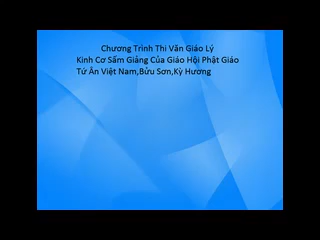 Chương Trình Thi Văn Giáo Lý
Kinh Cơ Sấm Giảng Của Giáo Hội Phật Giáo
Tứ Ân Việt Nam,Bửu Sơn,Kỳ Hương